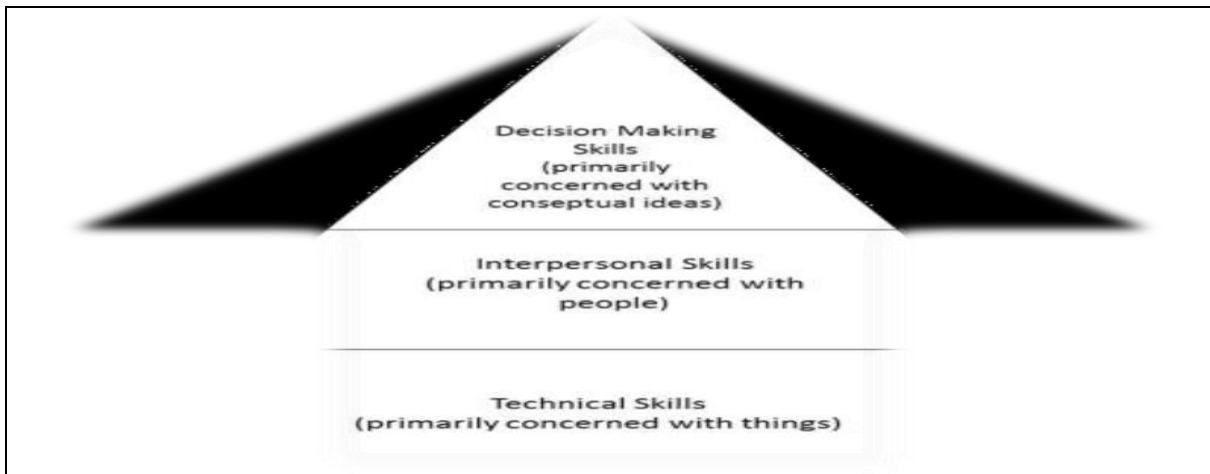 Decision Making
Skills
(primarily
concerned with
conseptual ideas)
Interpersonal Skills
(primarily concerned with
people)
Technical Skills
(primarily concerned with things)